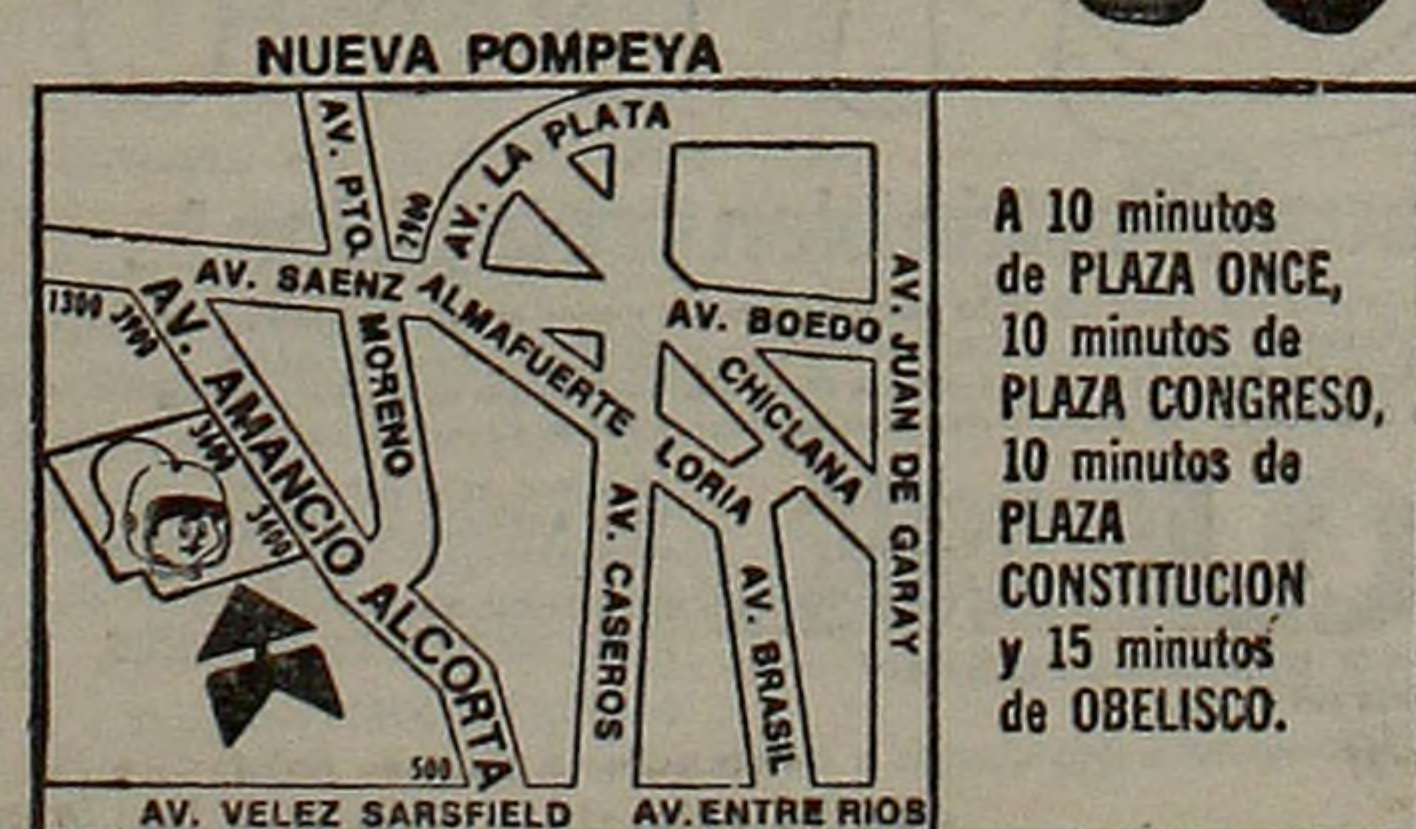 NUEVA POMPEYA
AV. PTO.
MORENO
2900
AV. LA PLATA
AV. SAENZ
1300
3900
AV. AMANCIO ALCORTA
3600
3400
500
ALMAFUERTE
LORIA
AV. BOEDO
CHICLANA
AV. JUAN DE GARAY
AV. CASEROS
AV. BRASIL
AV. VELEZ SARSFIELD
AV. ENTRE RIOS
A 10 minutos
de PLAZA ONCE,
10 minutos de
PLAZA CONGRESO,
10 minutos de
PLAZA
CONSTITUCION
y 15 minutos
de OBELISCO.